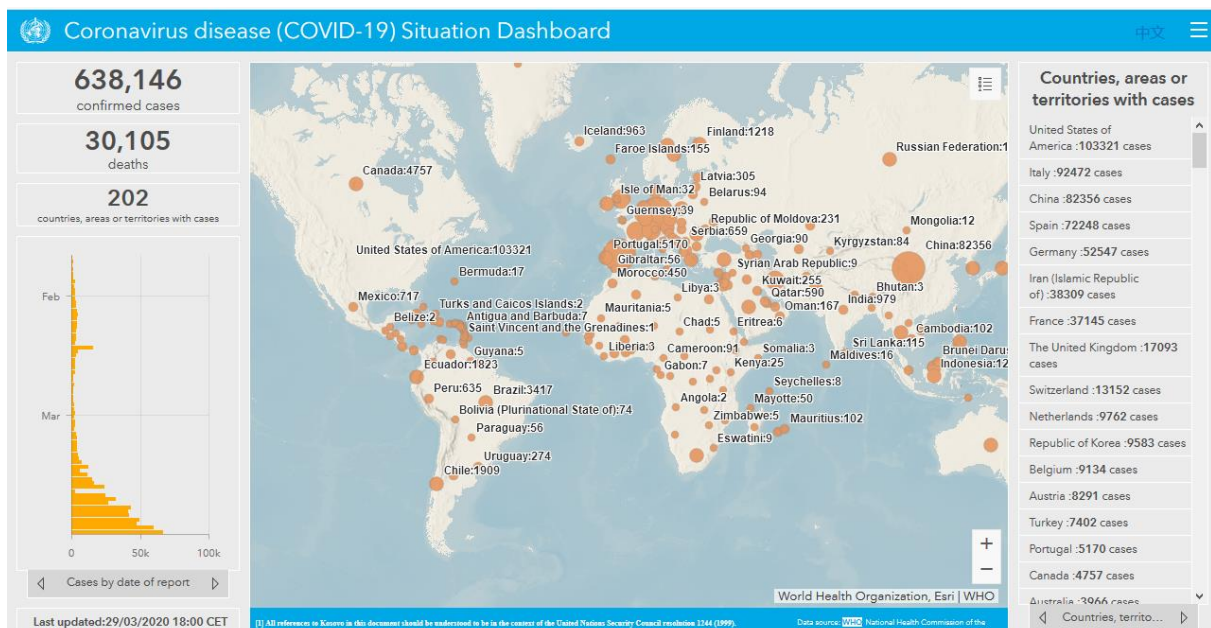 Coronavirus disease (COVID-19) Situation Dashboard
中文
638,146
confirmed cases
30,105
deaths
202
countries, areas or territories with cases
Feb
Mar
0 50k 100k
Cases by date of report
Last updated:29/03/2020 18:00 CET
Iceland:963
Finland:1218
Faroe Islands:155
Russian Federation:1
Canada:4757
Latvia:305
Isle of Man:32
Belarus:94
Guernsey:39
Republic of Moldova:231
Mongolia:12
Serbia:659
Georgia:90
Kyrgyzstan:84
China:82356
United States of America:103321
Portugal:5170
Gibraltar:56
Syrian Arab Republic:9
Bermuda:17
Morocco:450
Kuwait:255
Bhutan:3
Libya:3
Qatar:590
India:979
Mexico:717
Turks and Caicos Islands:2
Mauritania:5
Oman:167
Belize:2
Antigua and Barbuda:7
Chad:5
Eritrea:6
Saint Vincent and the Grenadines:1
Cambodia:102
Liberia:3
Cameroon:91
Somalia:3
Sri Lanka:115
Maldives:16
Brunei Daru
Guyana:5
Gabon:7
Kenya:25
Indonesia:12
Ecuador:1823
Seychelles:8
Peru:635
Brazil:3417
Angola:2
Mayotte:50
Bolivia (Plurinational State of):74
Zimbabwe:5
Mauritius:102
Paraguay:56
Eswatini:9
Uruguay:274
Chile:1909
+
−
World Health Organization, Esri | WHO
[1] All references to Kosovo in this document should be understood to be in the context of the United Nations Security Council resolution 1244 (1999).
Data source: WHO National Health Commission of the
Countries, areas or
territories with cases
United States of
America :103321 cases
Italy :92472 cases
China :82356 cases
Spain :72248 cases
Germany :52547 cases
Iran (Islamic Republic
of) :38309 cases
France :37145 cases
The United Kingdom :17093
cases
Switzerland :13152 cases
Netherlands :9762 cases
Republic of Korea :9583 cases
Belgium :9134 cases
Austria :8291 cases
Turkey :7402 cases
Portugal :5170 cases
Canada :4757 cases
Australia :3966 cases
Countries, territo...